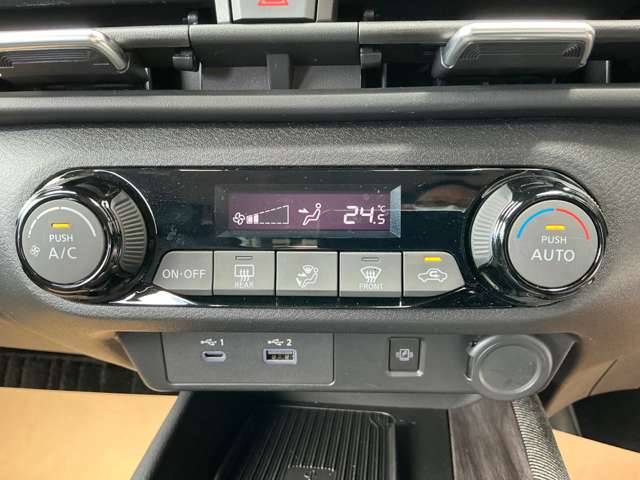 24.5°C
PUSH
A/C
PUSH
AUTO
ON·OFF
REAR
FRONT
1
2